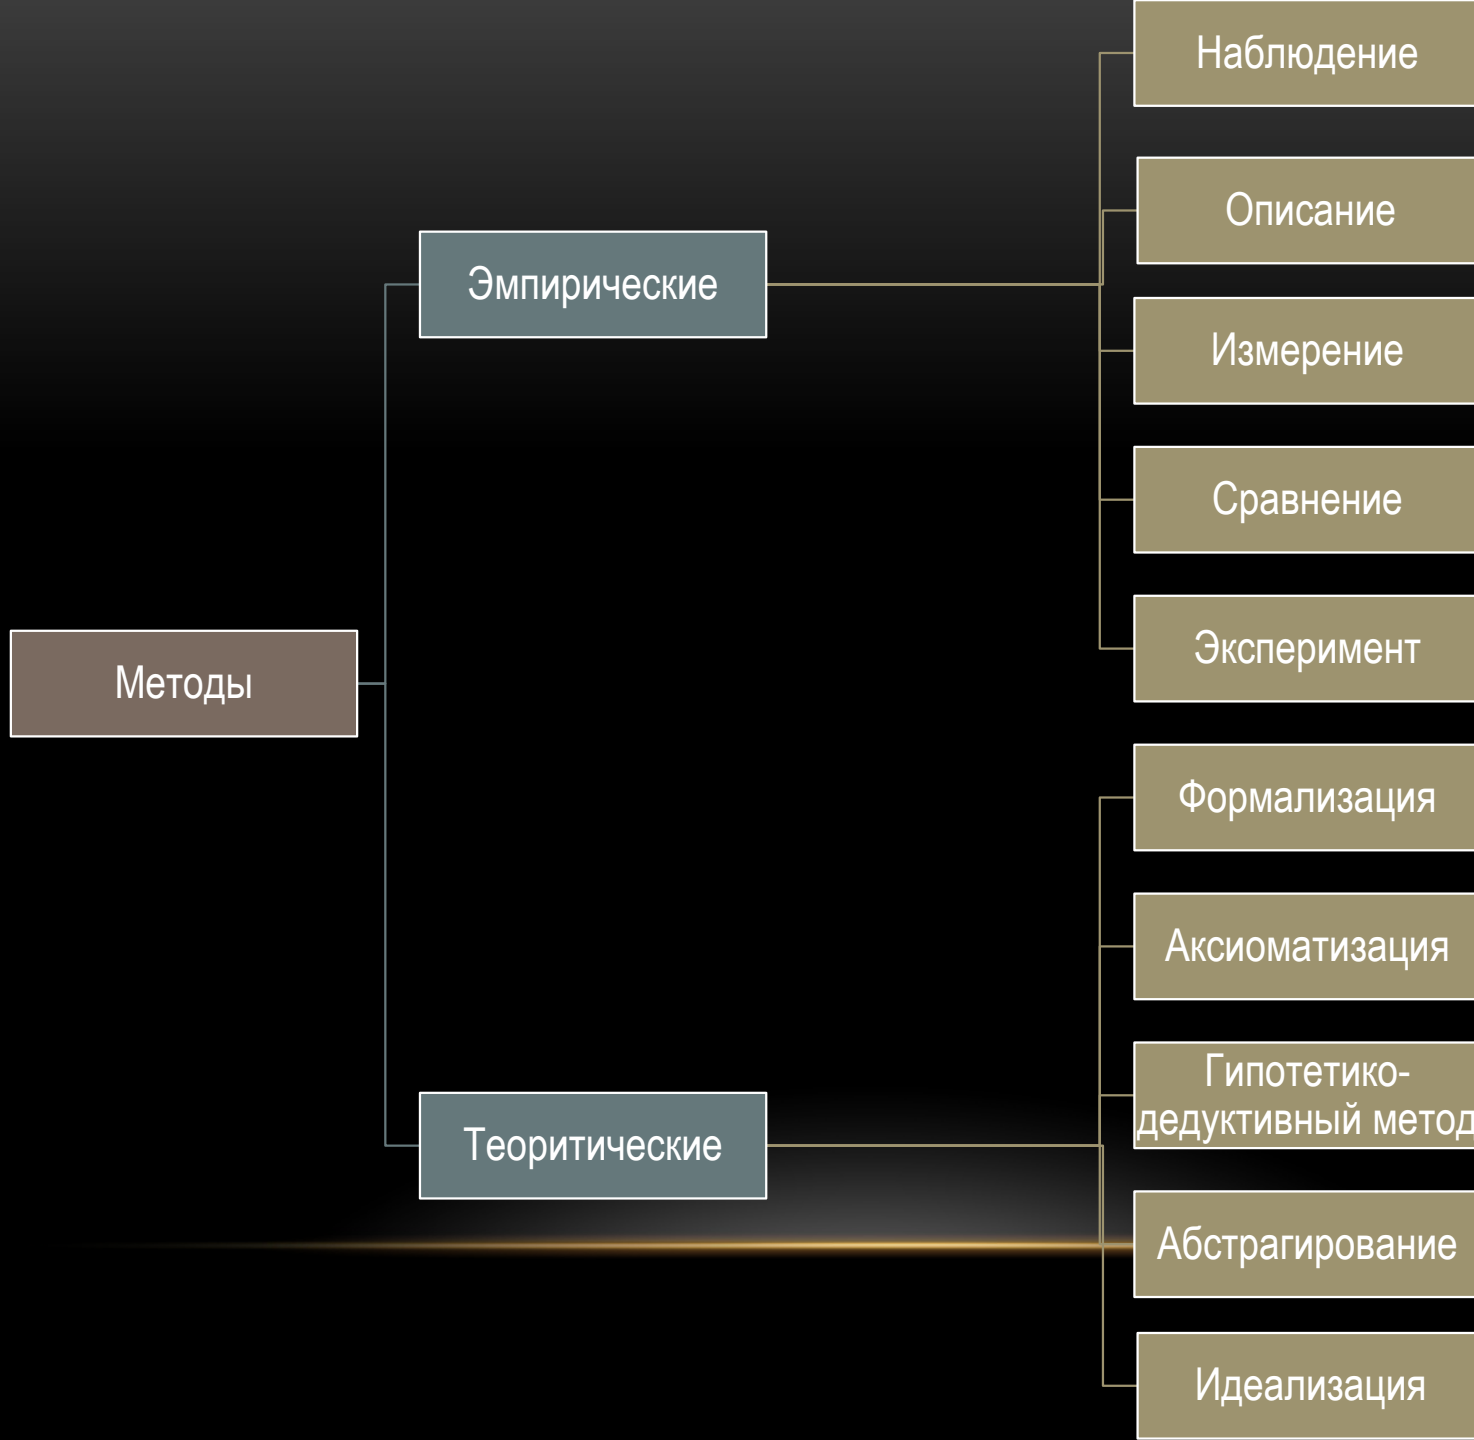 Методы
Эмпирические
Наблюдение
Описание
Измерение
Сравнение
Эксперимент
Теоритические
Формализация
Аксиоматизация
Гипотетико-
дедуктивный метод
Абстрагирование
Идеализация